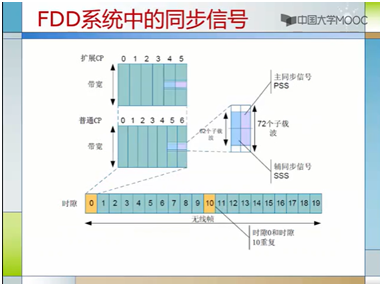 FDD系统中的同步信号
中国大学MOOC
扩展CP
0 1 2 3 4 5
带宽
主同步信号
PSS
普通CP
0 1 2 3 4 5 6
带宽
62个子载
波
72个子载
波
辅同步信号
SSS
时隙
0 1 2 3 4 5 6 7 8 9 10 11 12 13 14 15 16 17 18 19
无线帧
时隙0和时隙
10重复